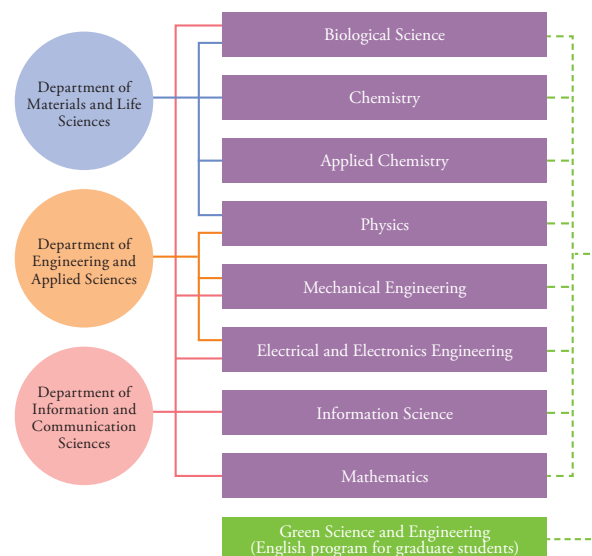 Department of
Materials and Life
Sciences
Department of
Engineering and
Applied Sciences
Department of
Information and
Communication
Sciences
Biological Science
Chemistry
Applied Chemistry
Physics
Mechanical Engineering
Electrical and Electronics Engineering
Information Science
Mathematics
Green Science and Engineering
(English program for graduate students)